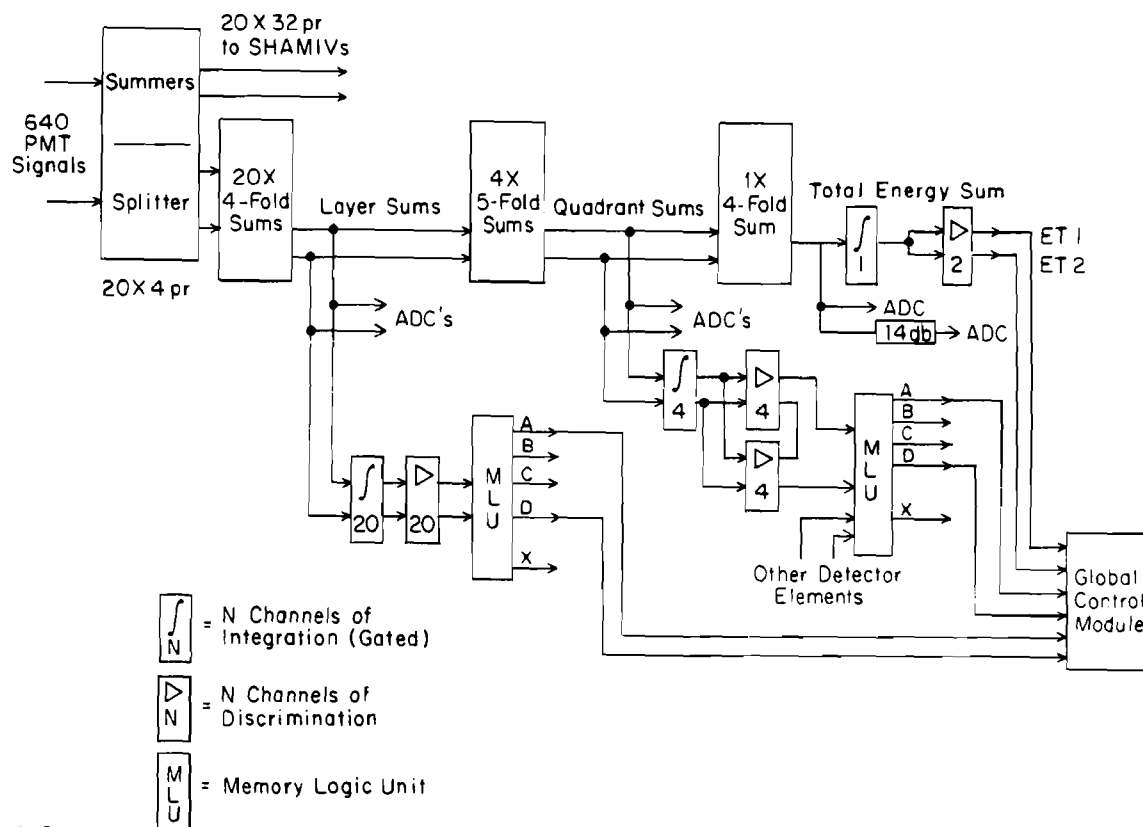 20 X 32 pr
to SHAMIVs
Summers
640
PMT
Signals
Splitter
20X
4-Fold
Sums
20X4 pr
Layer Sums
4X
5-Fold
Sums
Quadrant Sums
1X
4-Fold
Sum
Total Energy Sum
∫
1
▷
2
ET 1
ET 2
ADC's
ADC's
ADC
14 db
ADC
∫
4
▷
4
▷
4
M
L
U
A
B
C
D
X
∫
20
▷
20
M
L
U
A
B
C
D
X
Other Detector
Elements
Global
Control
Module
∫
N
= N Channels of
Integration (Gated)
▷
N
= N Channels of
Discrimination
M
L
U
= Memory Logic Unit